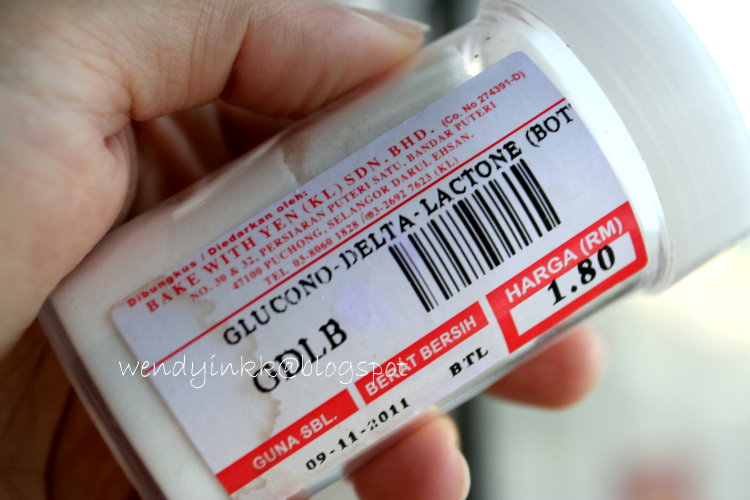 Dibungkus / Diedarkan oleh:
BAKE WITH YEN (KL) SDN. BHD. (Co. No 274391-D)
NO. 30 & 32, PERSIARAN PUTERI SATU, BANDAR PUTERI
47100 PUCHONG, SELANGOR DARUL EHSAN.
TEL 03-8060 1828 / 03-2692 7623 (KL)
GLUCONO-DELTA-LACTONE (BOT
GDLB
HARGA (RM)
1.80
BERAT BERSIH
BTL
GUNA SBL.
09-11-2011
wendyinkk@blogspot